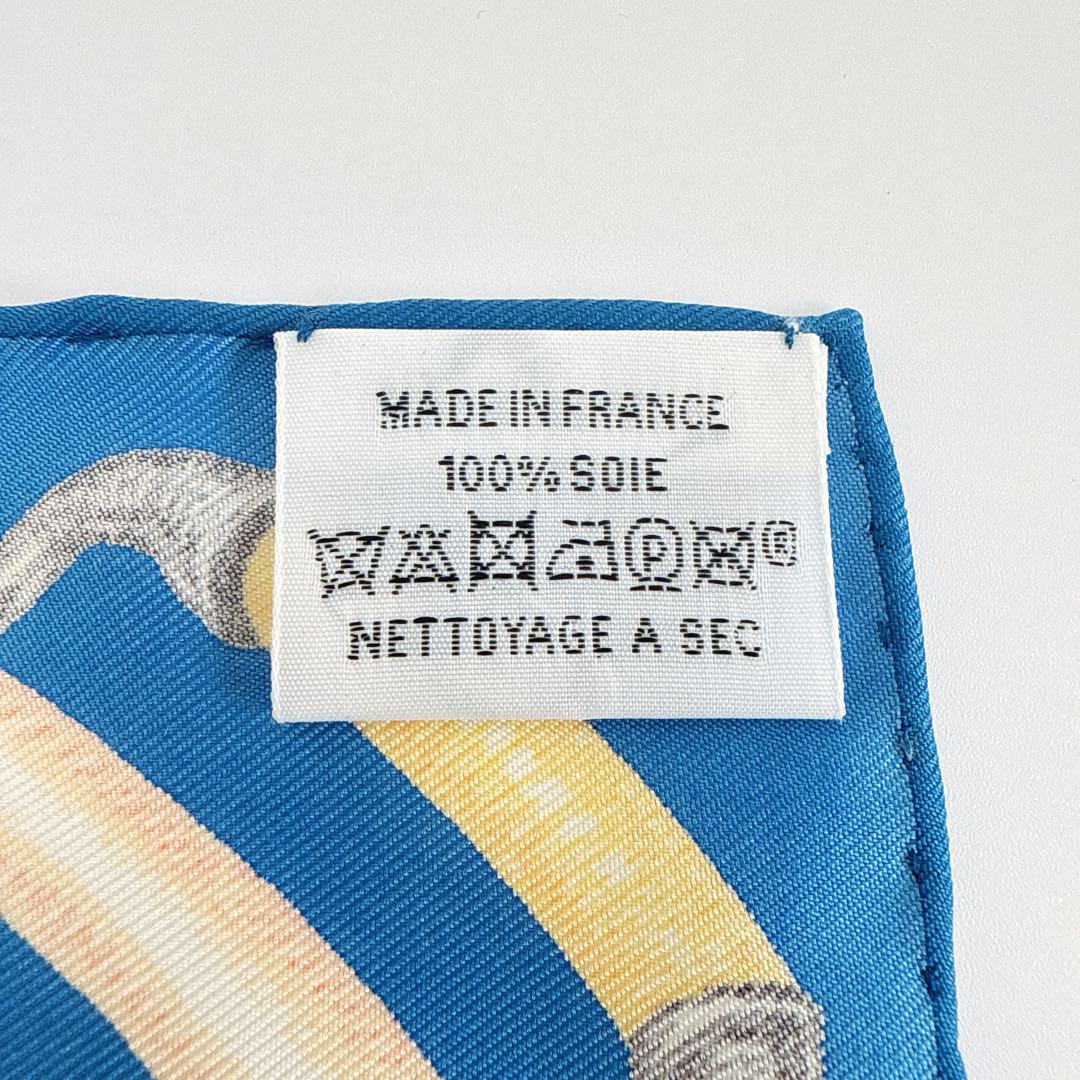 MADE IN FRANCE
100% SOIE
P ®
NETTOYAGE A SEC